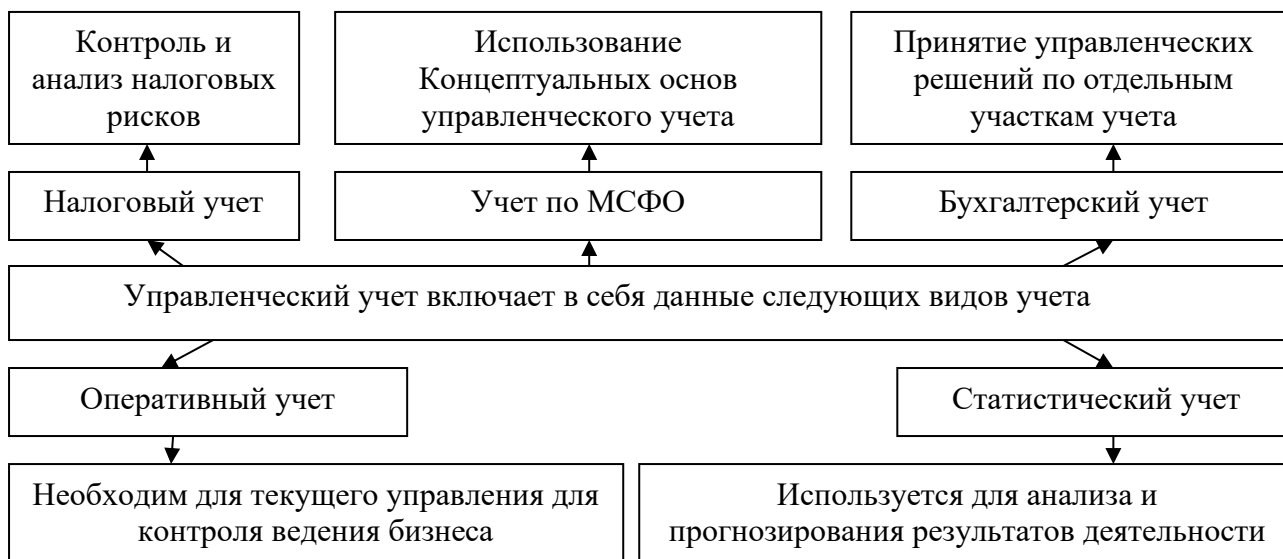 Контроль и
анализ налоговых
рисков
Использование
Концептуальных основ
управленческого учета
Принятие управленческих
решений по отдельным
участкам учета
Налоговый учет
Учет по МСФО
Бухгалтерский учет
Управленческий учет включает в себя данные следующих видов учета
Оперативный учет
Статистический учет
Необходим для текущего управления для
контроля ведения бизнеса
Используется для анализа и
прогнозирования результатов деятельности